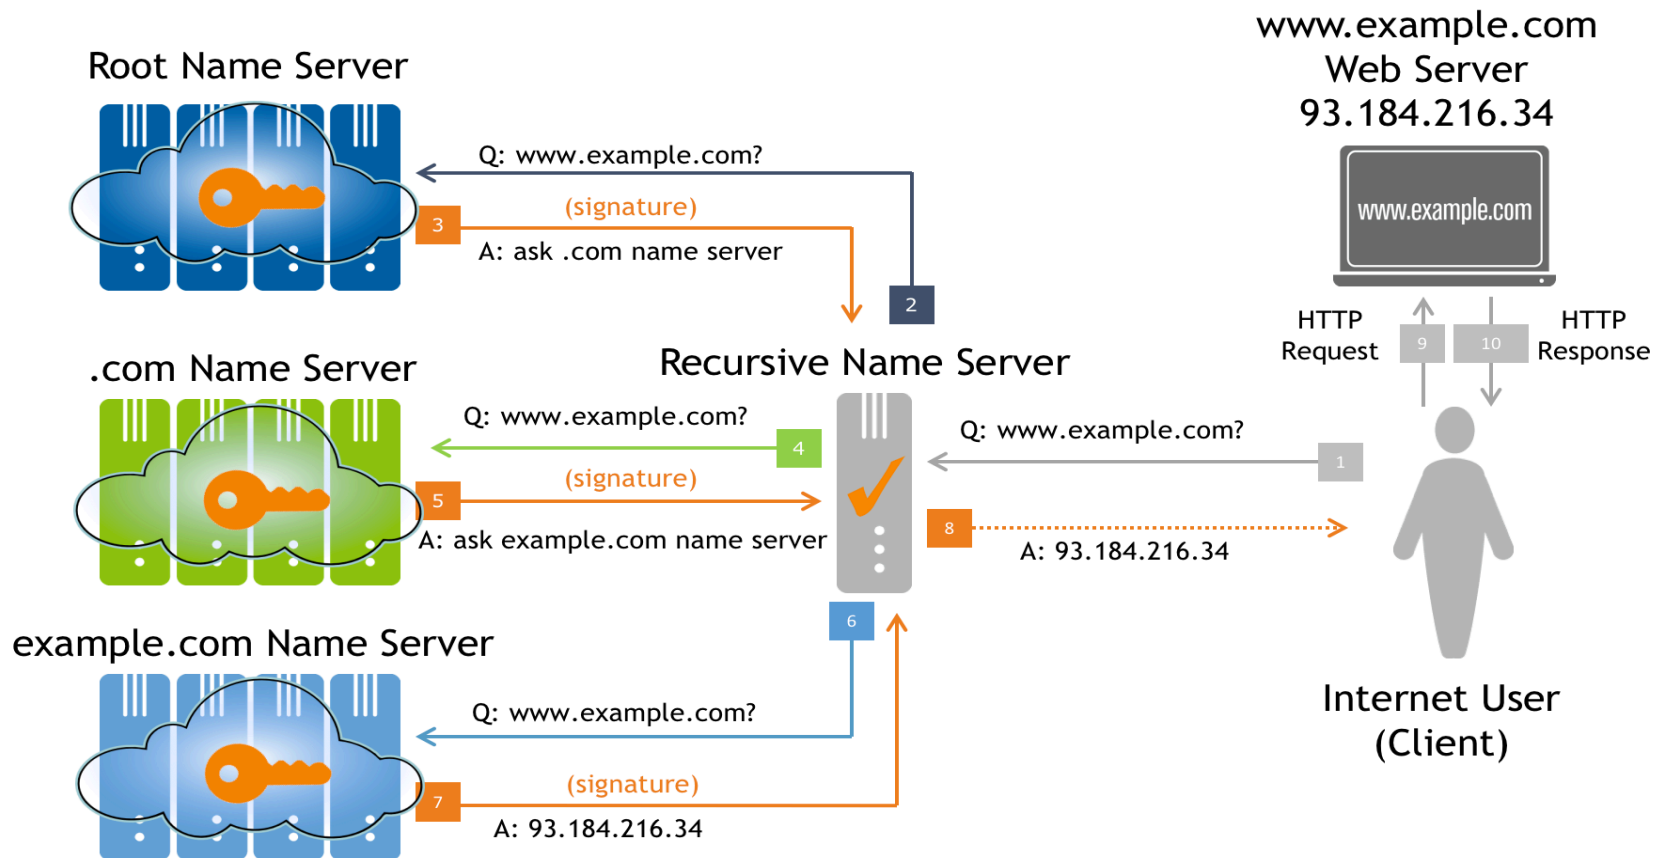 www.example.com
Web Server
93.184.216.34
Root Name Server
Q: www.example.com?
(signature)
3
A: ask .com name server
2
www.example.com
HTTP
Request
9
10
HTTP
Response
.com Name Server
Recursive Name Server
Q: www.example.com?
4
(signature)
5
A: ask example.com name server
Q: www.example.com?
1
8
A: 93.184.216.34
6
example.com Name Server
Q: www.example.com?
(signature)
7
A: 93.184.216.34
Internet User
(Client)